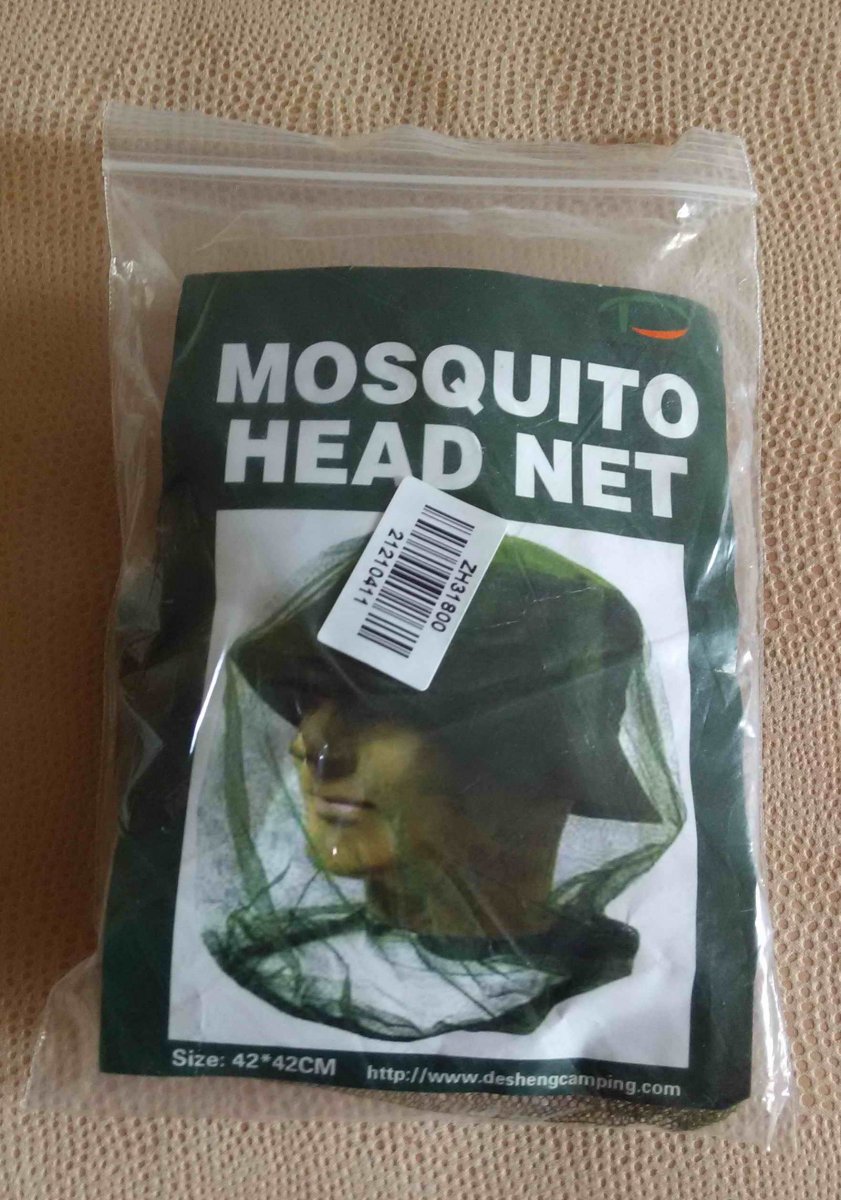 MOSQUITO
HEAD NET
ZH31800
21210411
Size: 42*42CM
http://www.deshengcamping.com